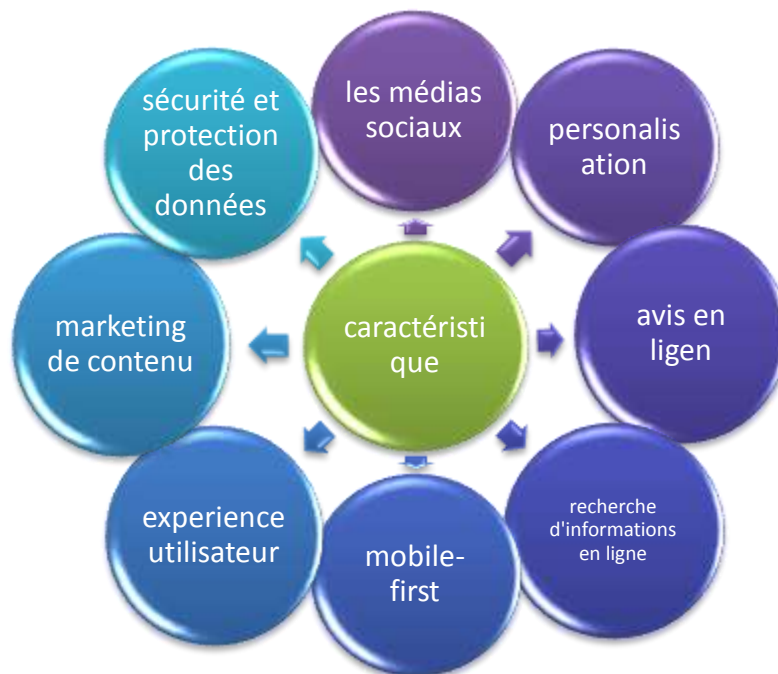 les médias
sociaux
personalis
ation
avis en
ligen
recherche
d'informations
en ligne
mobile-
first
experience
utilisateur
marketing
de contenu
sécurité et
protection
des
données
caractéristi
que